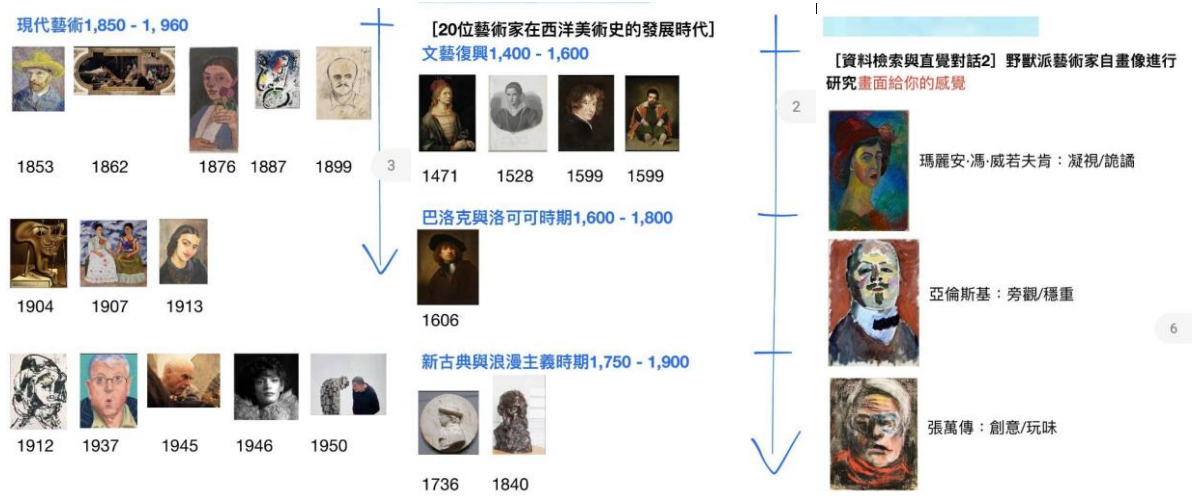 現代藝術1,850 - 1, 960
1853
1862
1876
1887
1899
3
1904
1907
1913
1912
1937
1945
1946
1950
[20位藝術家在西洋美術史的發展時代]
文藝復興1,400 - 1,600
2
1471
1528
1599
1599
巴洛克與洛可可時期1,600 - 1,800
1606
新古典與浪漫主義時期1,750 - 1,900
1736
1840
[資料檢索與直覺對話2] 野獸派藝術家自畫像進行
研究畫面給你的感覺
瑪麗安·馮·威若夫肯：凝視/詭譎
亞倫斯基：旁觀/穩重
6
張萬傳：創意/玩味